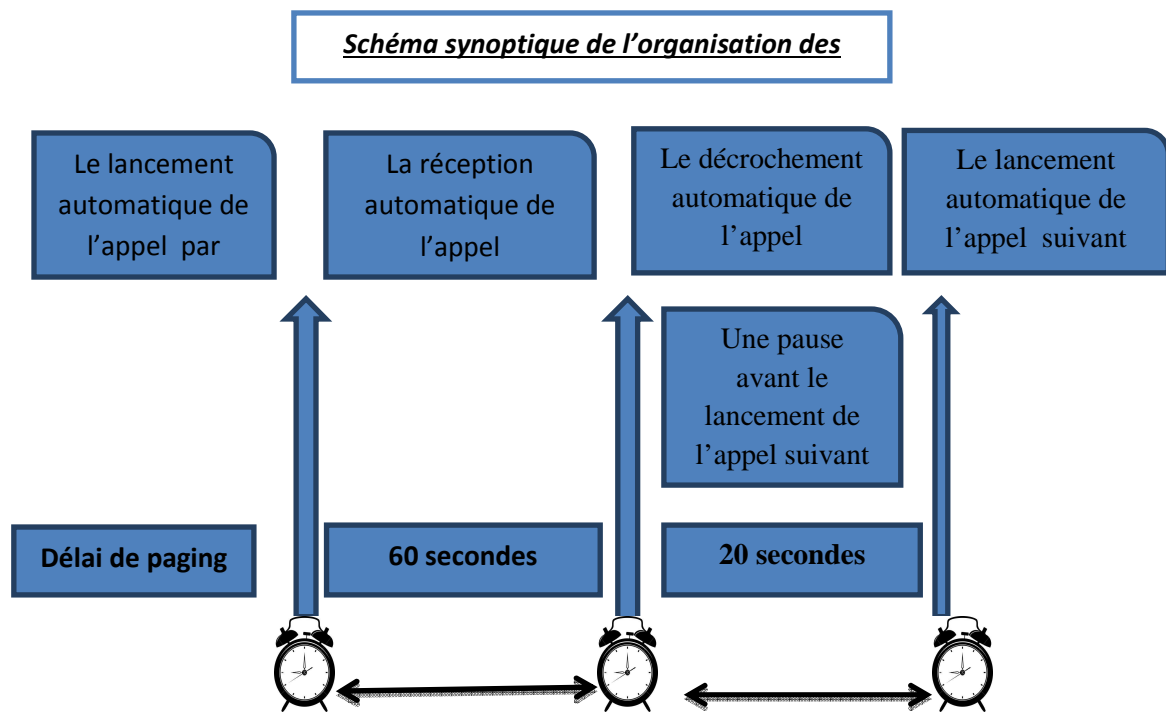 Schéma synoptique de l’organisation des
Le lancement
automatique de
l’appel par
La réception
automatique de
l’appel
Le décrochement
automatique de
l’appel
Le lancement
automatique de
l’appel suivant
Une pause
avant le
lancement de
l’appel suivant
Délai de paging
60 secondes
20 secondes